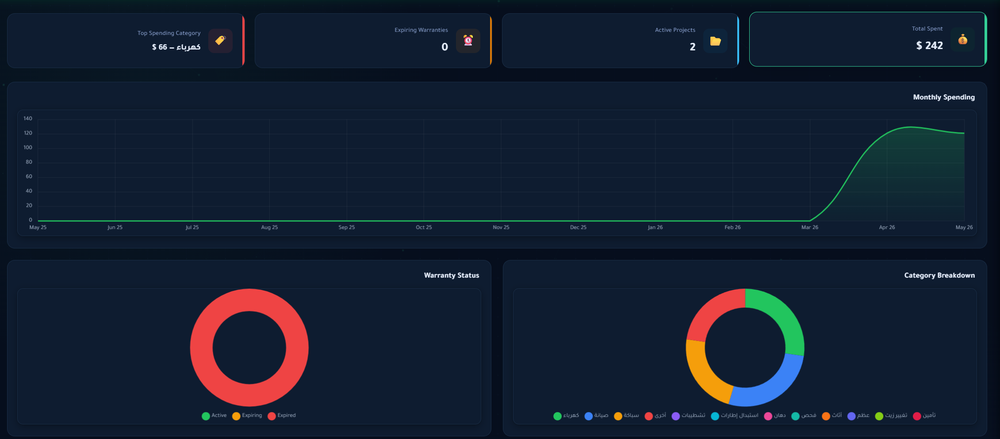 Total Spent
$ 242
Active Projects
2
Expiring Warranties
0
Top Spending Category
كهرباء – 66 $
Monthly Spending
140
120
100
80
60
40
20
0
May 25 Jun 25 Jul 25 Aug 25 Sep 25 Oct 25 Nov 25 Dec 25 Jan 26 Feb 26 Mar 26 Apr 26 May 26
Category Breakdown
كهرباء صيانة سباكة أخرى تشطيبات استبدال إطارات دهان فحص أثاث عظم تغيير زيت تأمين
Warranty Status
Active Expiring Expired